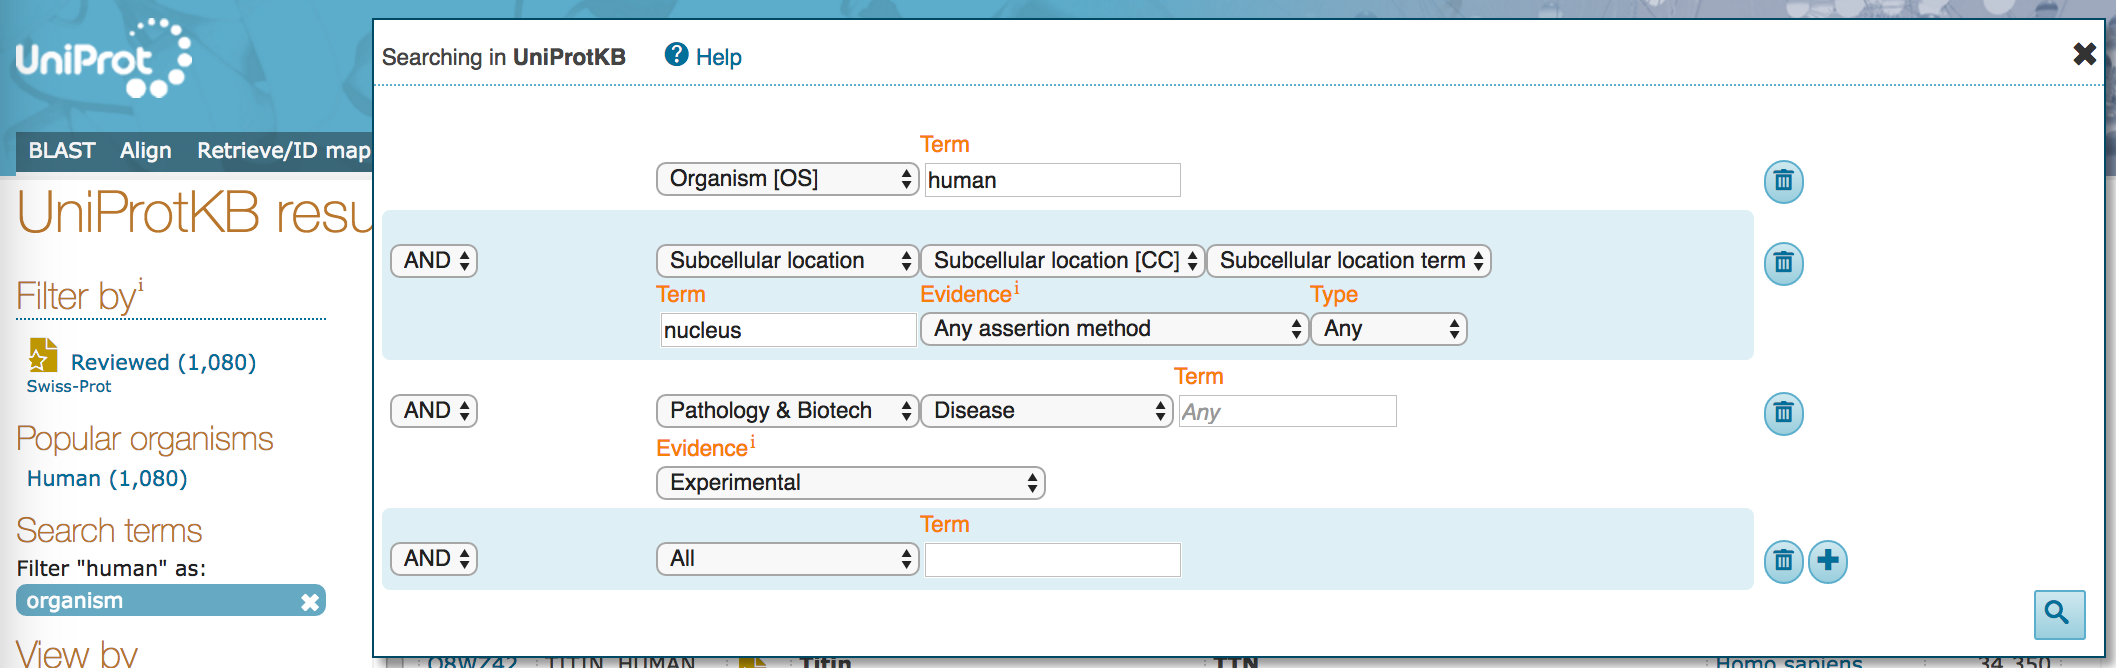 UniProt
BLAST Align Retrieve/ID map
UniProtKB resu
Filter by i
Reviewed (1,080)
Swiss-Prot
Popular organisms
Human (1,080)
Search terms
Filter "human" as:
organism
View by
Searching in UniProtKB Help
Term
Organism [OS] human
AND Subcellular location Subcellular location [CC] Subcellular location term
Term Evidence i Type
nucleus Any assertion method Any
Term
AND Pathology & Biotech Disease Any
Evidence i
Experimental
Term
AND All
Q8WZ42 TITIN_HUMAN Titin TTN Homo sapiens 34,350